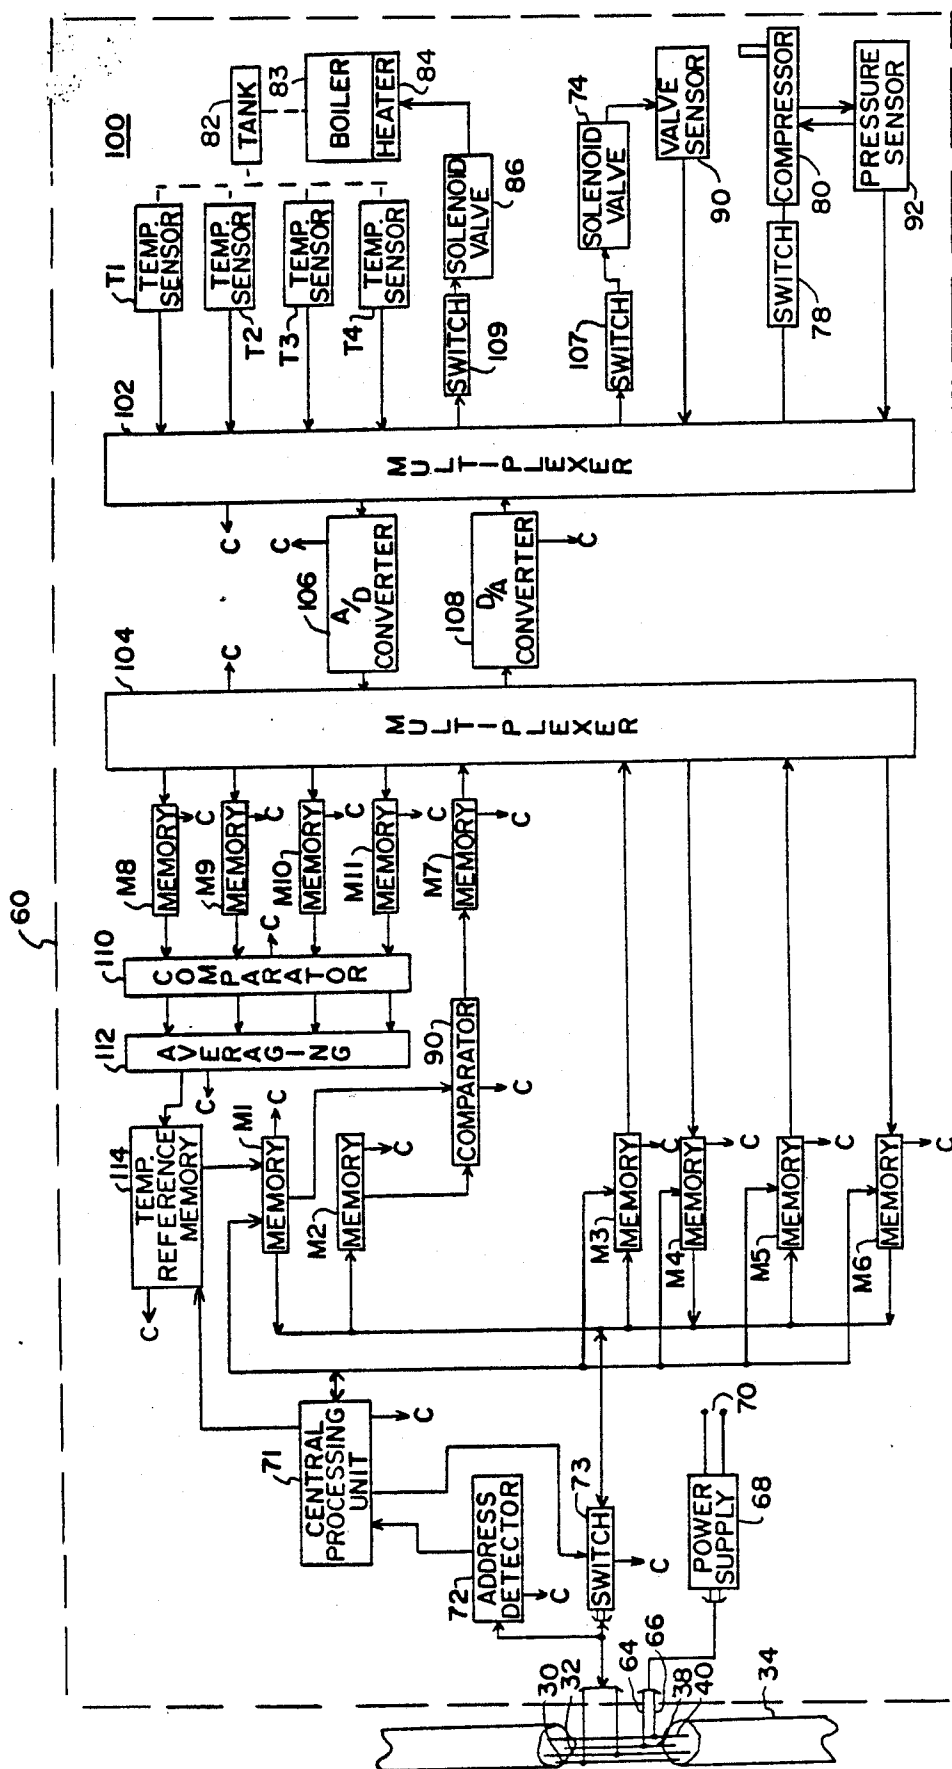 60
100
T1
TEMP.
SENSOR
TEMP.
SENSOR
T2
TEMP.
SENSOR
T3
TEMP.
SENSOR
T4
82
TANK
83
BOILER
HEATER
84
SOLENOID
VALVE
86
SWITCH
109
SOLENOID
VALVE
74
107
SWITCH
VALVE
SENSOR
90
COMPRESSOR
80
SWITCH
78
PRESSURE
SENSOR
92
102
MULTI-PLEXER
C
C
106
A/D
CONVERTER
108
D/A
CONVERTER
C
104
C
MULTI-PLEXER
M8
MEMORY
C
M9
MEMORY
C
M10
MEMORY
C
M11
MEMORY
C
M7
MEMORY
C
110
COMPARATOR
C
112
AVERAGING
C
90
COMPARATOR
C
114
TEMP.
REFERENCE
MEMORY
C
M1
MEMORY
C
M2
MEMORY
C
M3
MEMORY
C
M4
MEMORY
C
M5
MEMORY
C
M6
MEMORY
C
71
CENTRAL
PROCESSING
UNIT
C
72
ADDRESS
DETECTOR
C
73
SWITCH
C
70
POWER
SUPPLY
68
30
32
64
66
38
40
34